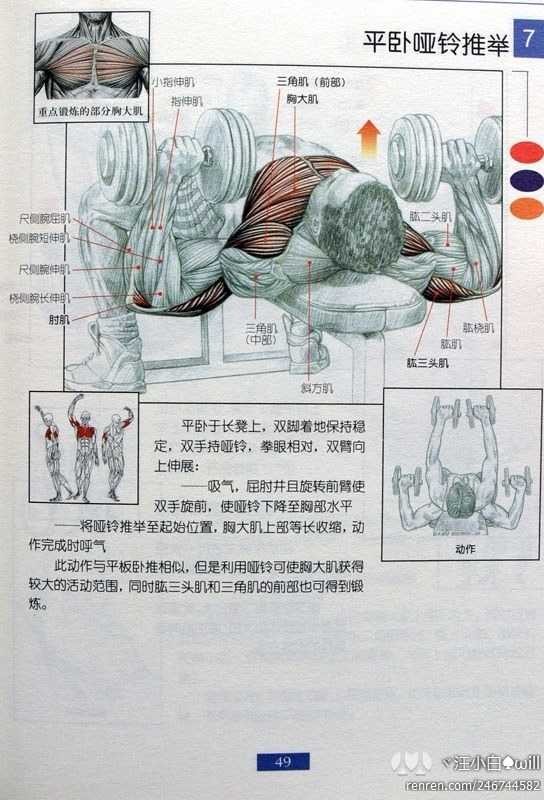 平卧哑铃推举 7
重点锻炼的部分胸大肌
小指伸肌
指伸肌
三角肌（前部）
胸大肌
尺侧腕屈肌
桡侧腕短伸肌
尺侧腕伸肌
桡侧腕长伸肌
肘肌
三角肌
（中部）
斜方肌
肱二头肌
肱桡肌
肱肌
肱三头肌
平卧于长凳上，双脚着地保持稳
定，双手持哑铃，拳眼相对，双臂向
上伸展：
——吸气，屈肘并且旋转前臂使
双手旋前，使哑铃下降至胸部水平
——将哑铃推举至起始位置，胸大肌上部等长收缩，动
作完成时呼气
此动作与平板卧推相似，但是利用哑铃可使胸大肌获得
较大的活动范围，同时肱三头肌和三角肌的前部也可得到锻
炼。
动作
49
ヾ汪小白♠will
renren.com/246744582